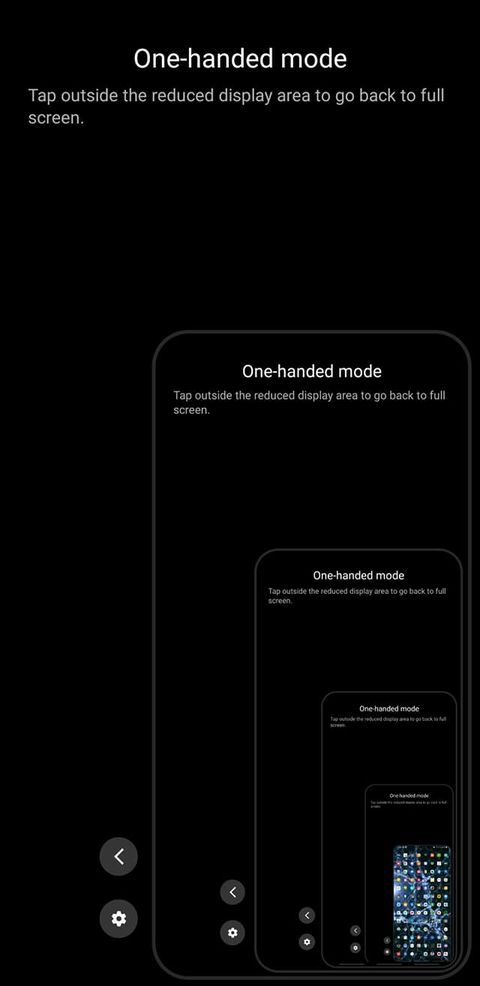 One-handed mode
Tap outside the reduced display area to go back to full
screen.
One-handed mode
Tap outside the reduced display area to go back to full
screen.
One-handed mode
Tap outside the reduced display area to go back to full
screen.
One-handed mode
Tap outside the reduced display area to go back to full
screen.
One-handed mode
Tap outside the reduced display area to go back to full
screen.